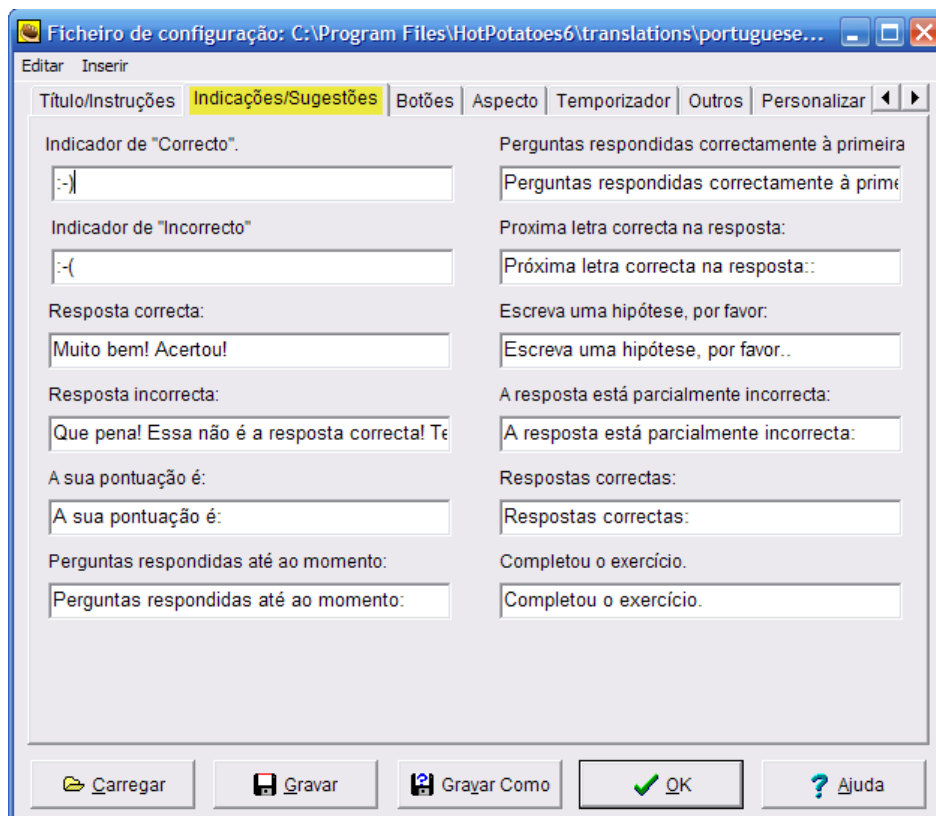 Ficheiro de configuração: C:\Program Files\HotPotatoes6\translations\portuguese...
Editar Inserir
Título/Instruções Indicações/Sugestões Botões Aspecto Temporizador Outros Personalizar
Indicador de "Correcto".
:-)
Indicador de "Incorrecto"
:-(
Resposta correcta:
Muito bem! Acertou!
Resposta incorrecta:
Que pena! Essa não é a resposta correcta! Te
A sua pontuação é:
A sua pontuação é:
Perguntas respondidas até ao momento:
Perguntas respondidas até ao momento:
Perguntas respondidas correctamente à primeira
Perguntas respondidas correctamente à prime
Proxima letra correcta na resposta:
Próxima letra correcta na resposta::
Escreva uma hipótese, por favor:
Escreva uma hipótese, por favor..
A resposta está parcialmente incorrecta:
A resposta está parcialmente incorrecta:
Respostas correctas:
Respostas correctas:
Completou o exercício.
Completou o exercício.
Carregar Gravar Gravar Como OK Ajuda